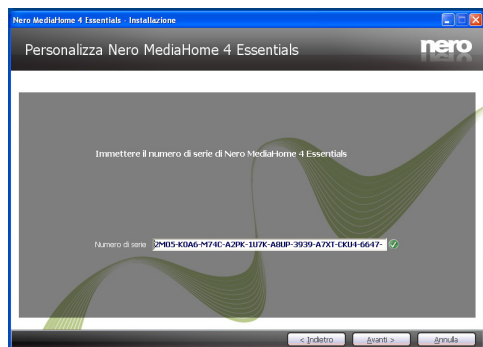 Nero MediaHome 4 Essentials - Installazione
Personalizza Nero MediaHome 4 Essentials
nero
Immettere il numero di serie di Nero MediaHome 4 Essentials
Numero di serie 2M05-K0A6-M74C-A2PK-1U7K-A8UP-3939-A7XT-CKU4-6647-
< Indietro Avanti > Annulla